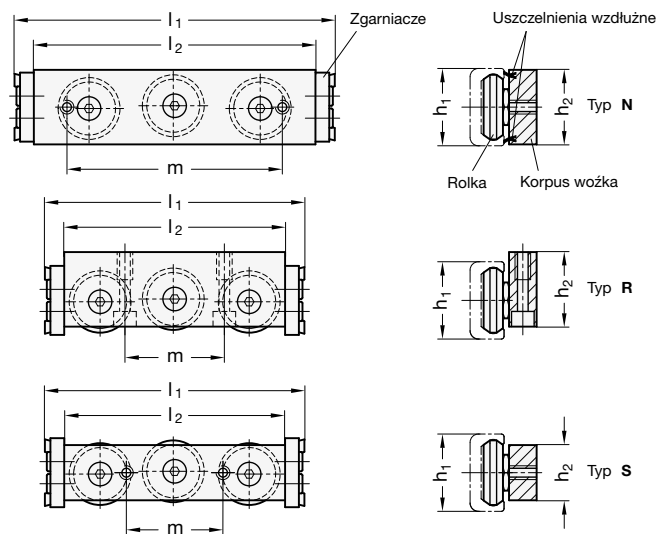 l1
l2
Zgarniacze
Uszczelnienia wzdłużne
h1
h2
Typ N
m
Rolka
Korpus wózka
l1
l2
h1
h2
Typ R
m
l1
l2
h1
h2
Typ S
m